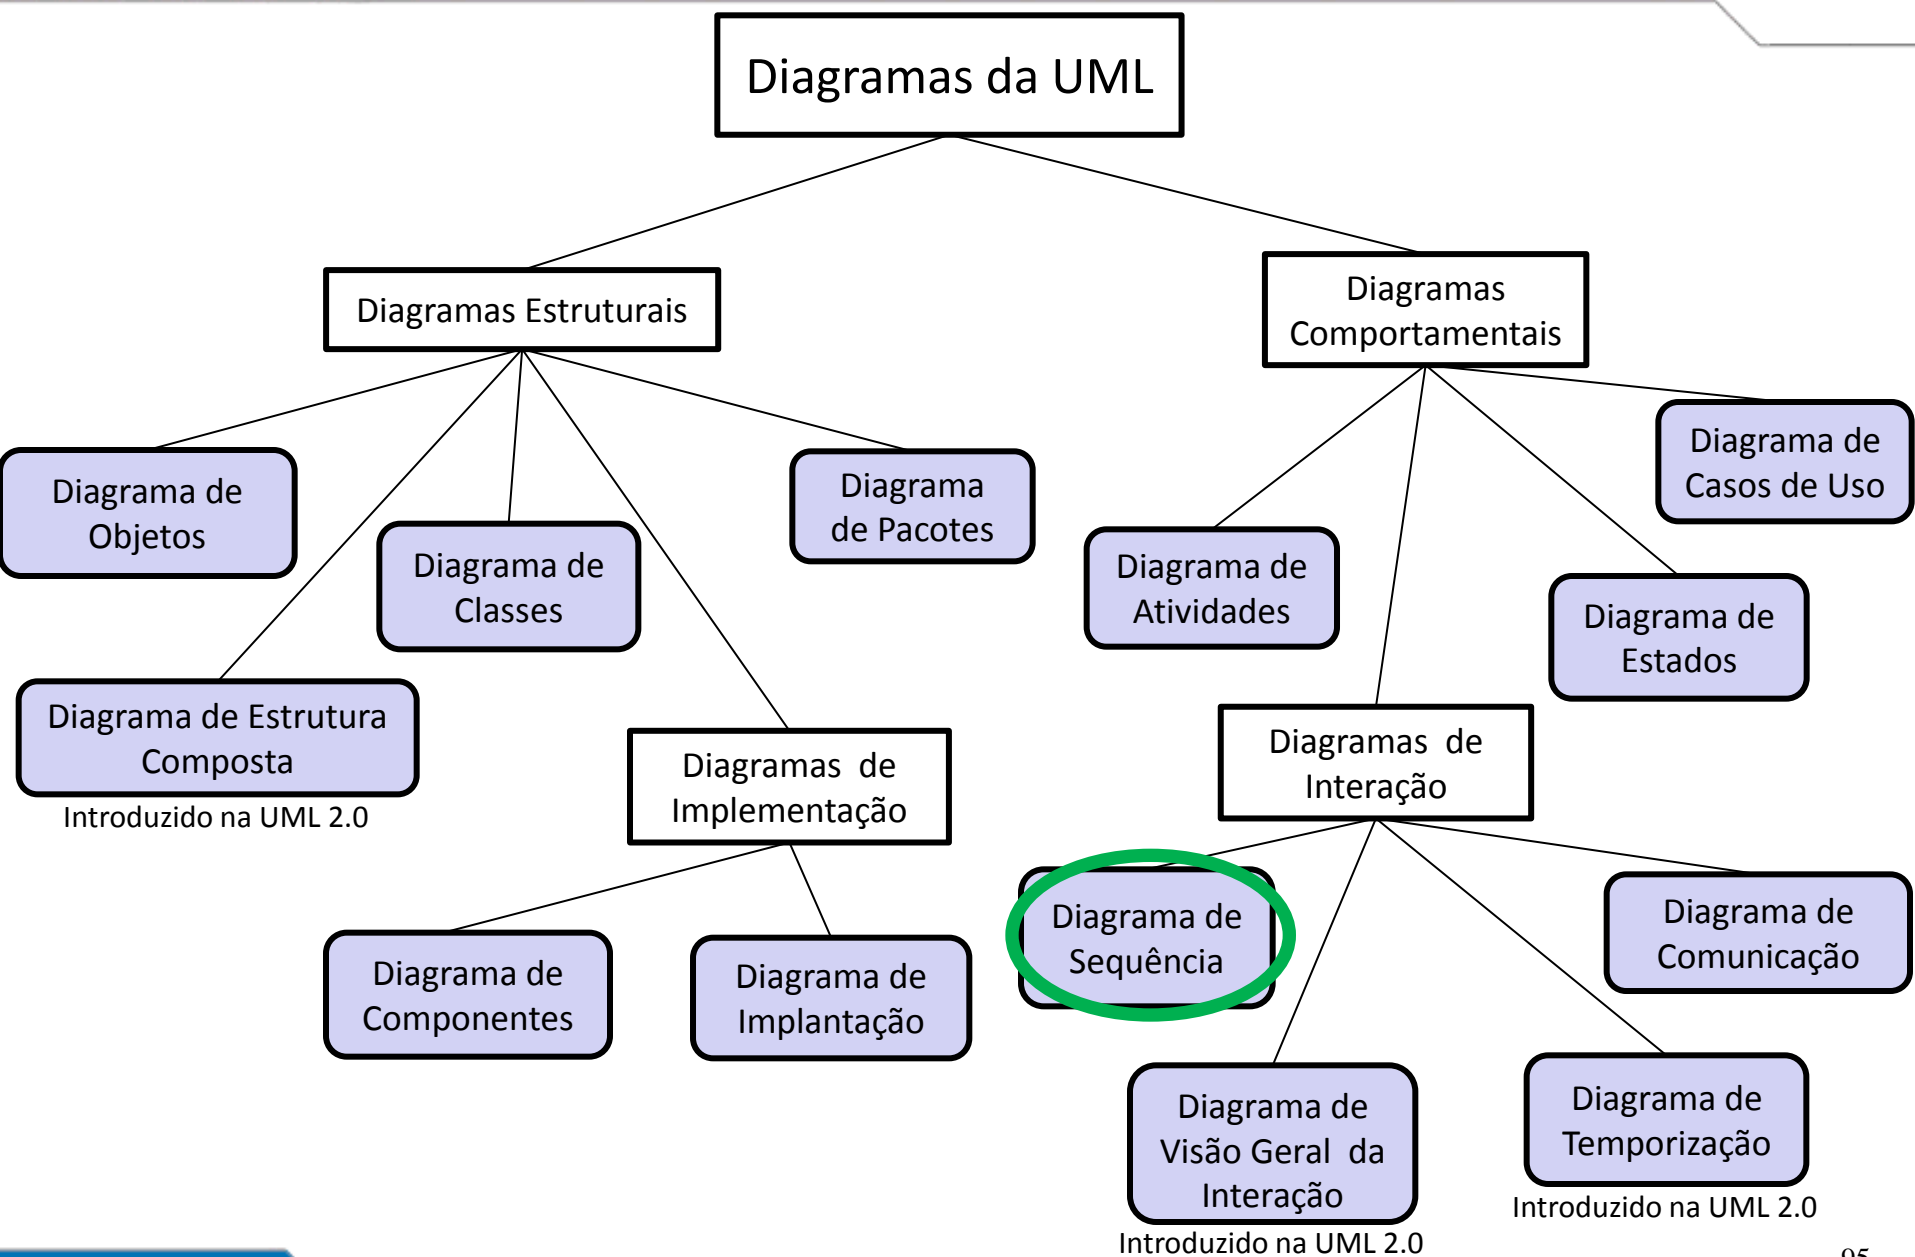 Diagramas da UML
Diagramas Estruturais
Diagramas
Comportamentais
Diagrama de
Objetos
Diagrama de
Classes
Diagrama
de Pacotes
Diagrama de
Casos de Uso
Diagrama de
Atividades
Diagrama de
Estados
Diagrama de Estrutura
Composta
Introduzido na UML 2.0
Diagramas de
Implementação
Diagramas de
Interação
Diagrama de
Componentes
Diagrama de
Implantação
Diagrama de
Sequência
Diagrama de
Comunicação
Diagrama de
Visão Geral da
Interação
Introduzido na UML 2.0
Diagrama de
Temporização
Introduzido na UML 2.0
95